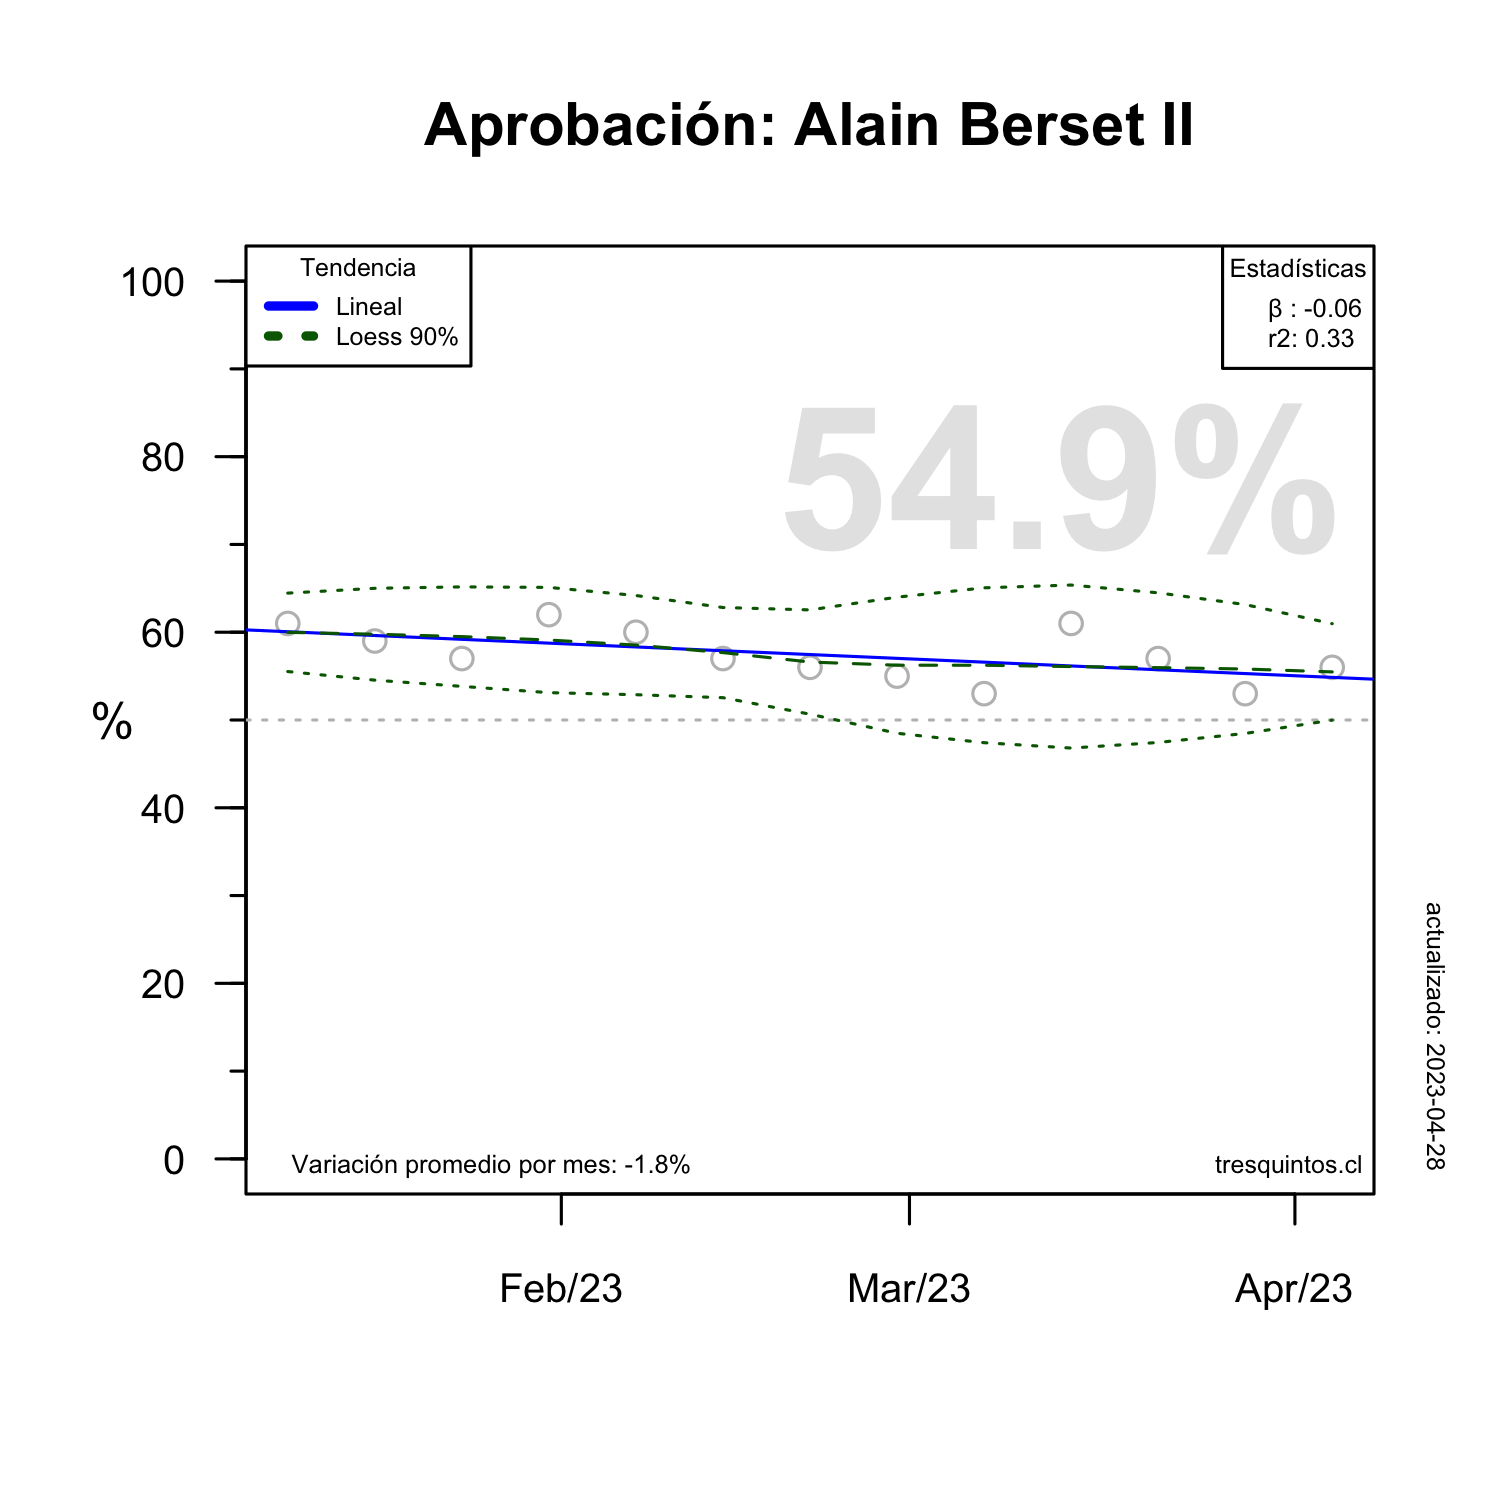 Aprobación: Alain Berset II
Tendencia
Lineal
Loess 90%
Estadísticas
β : -0.06
r2: 0.33
54.9%
100
80
60
%
40
20
0
Variación promedio por mes: -1.8%
tresquintos.cl
actualizado: 2023-04-28
Feb/23
Mar/23
Apr/23